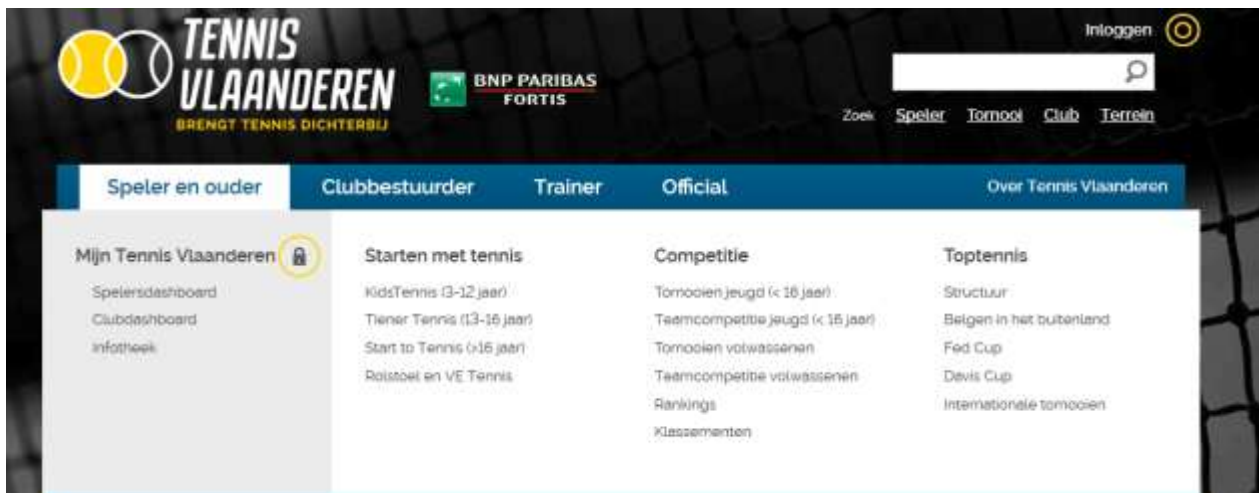 TENNIS
VLAANDEREN
BRENGT TENNIS DICHTERBIJ
BNP PARIBAS
FORTIS
Inloggen
Zoek Speler Tornooi Club Terrein
Speler en ouder Clubbestuurder Trainer Official Over Tennis Vlaanderen
Mijn Tennis Vlaanderen
Spelersdashboard
Clubdashboard
Infotheek
Starten met tennis
KidsTennis (3-12 jaar)
Tiener Tennis (13-16 jaar)
Start to Tennis (>16 jaar)
Rolstoel en VE Tennis
Competitie
Tornooien jeugd (< 16 jaar)
Teamcompetitie jeugd (< 16 jaar)
Tornooien volwassenen
Teamcompetitie volwassenen
Rankings
Klassementen
Toptennis
Structuur
Belgen in het buitenland
Fed Cup
Davis Cup
Internationale tornooien